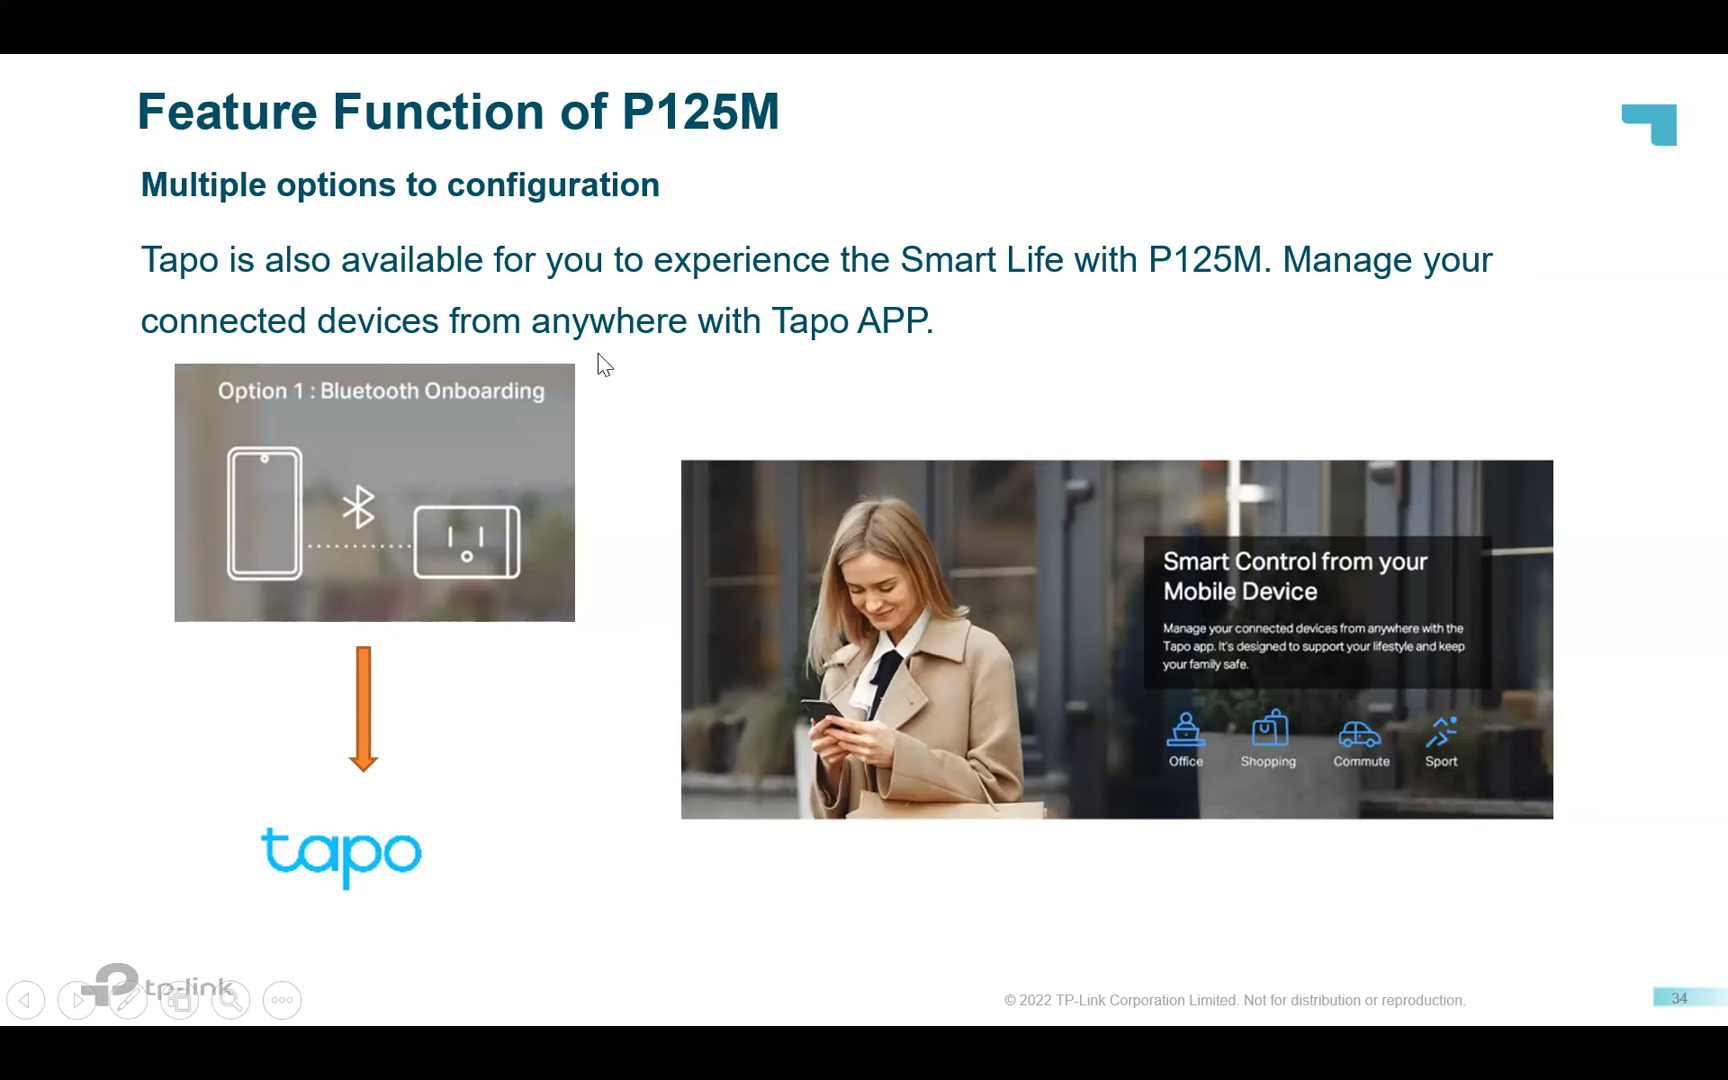 Feature Function of P125M
Multiple options to configuration
Tapo is also available for you to experience the Smart Life with P125M. Manage your
connected devices from anywhere with Tapo APP.
Option 1 : Bluetooth Onboarding
tapo
Smart Control from your
Mobile Device
Manage your connected devices from anywhere with the
Tapo app. It's designed to support your lifestyle and keep
your family safe.
Office
Shopping
Commute
Sport
tp-link
© 2022 TP-Link Corporation Limited. Not for distribution or reproduction.
34